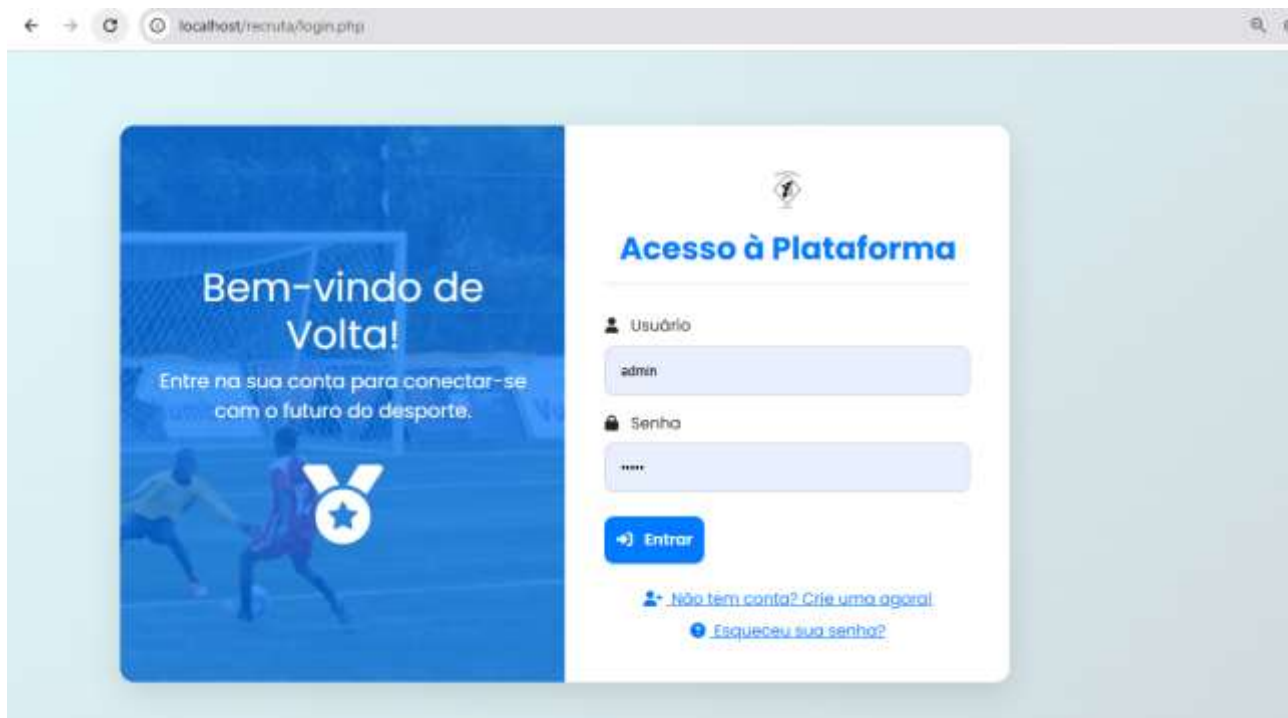 localhost/recruta/login.php
Bem-vindo de
Volta!
Entre na sua conta para conectar-se
com o futuro do desporte.
Acesso à Plataforma
Usuário
admin
Senha
•••••
Entrar
Não tem conta? Crie uma agora!
Esqueceu sua senha?